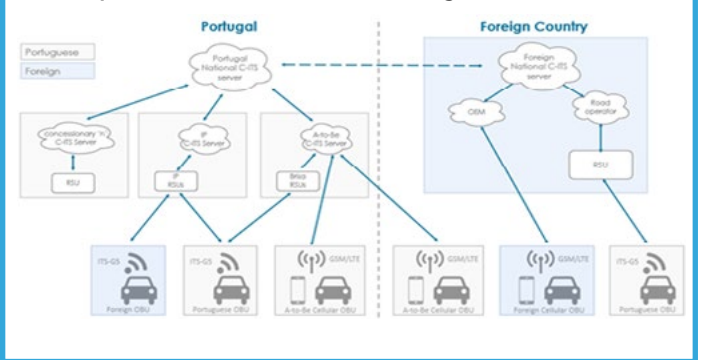 Portugal
Foreign Country
Portuguese
Foreign
Portugal
National C-ITS
server
Foreign
National C-ITS
server
OEM
Road
operator
concessionary 'n'
C-ITS Server
IP
C-ITS Server
A-to-Be
C-ITS Server
RSU
IP
RSUs
Brisa
RSUs
RSU
ITS-G5
Foreign OBU
ITS-G5
Portuguese OBU
GSM/LTE
A-to-Be Cellular OBU
GSM/LTE
A-to-Be Cellular OBU
GSM/LTE
Foreign Cellular OBU
ITS-G5
Portuguese OBU